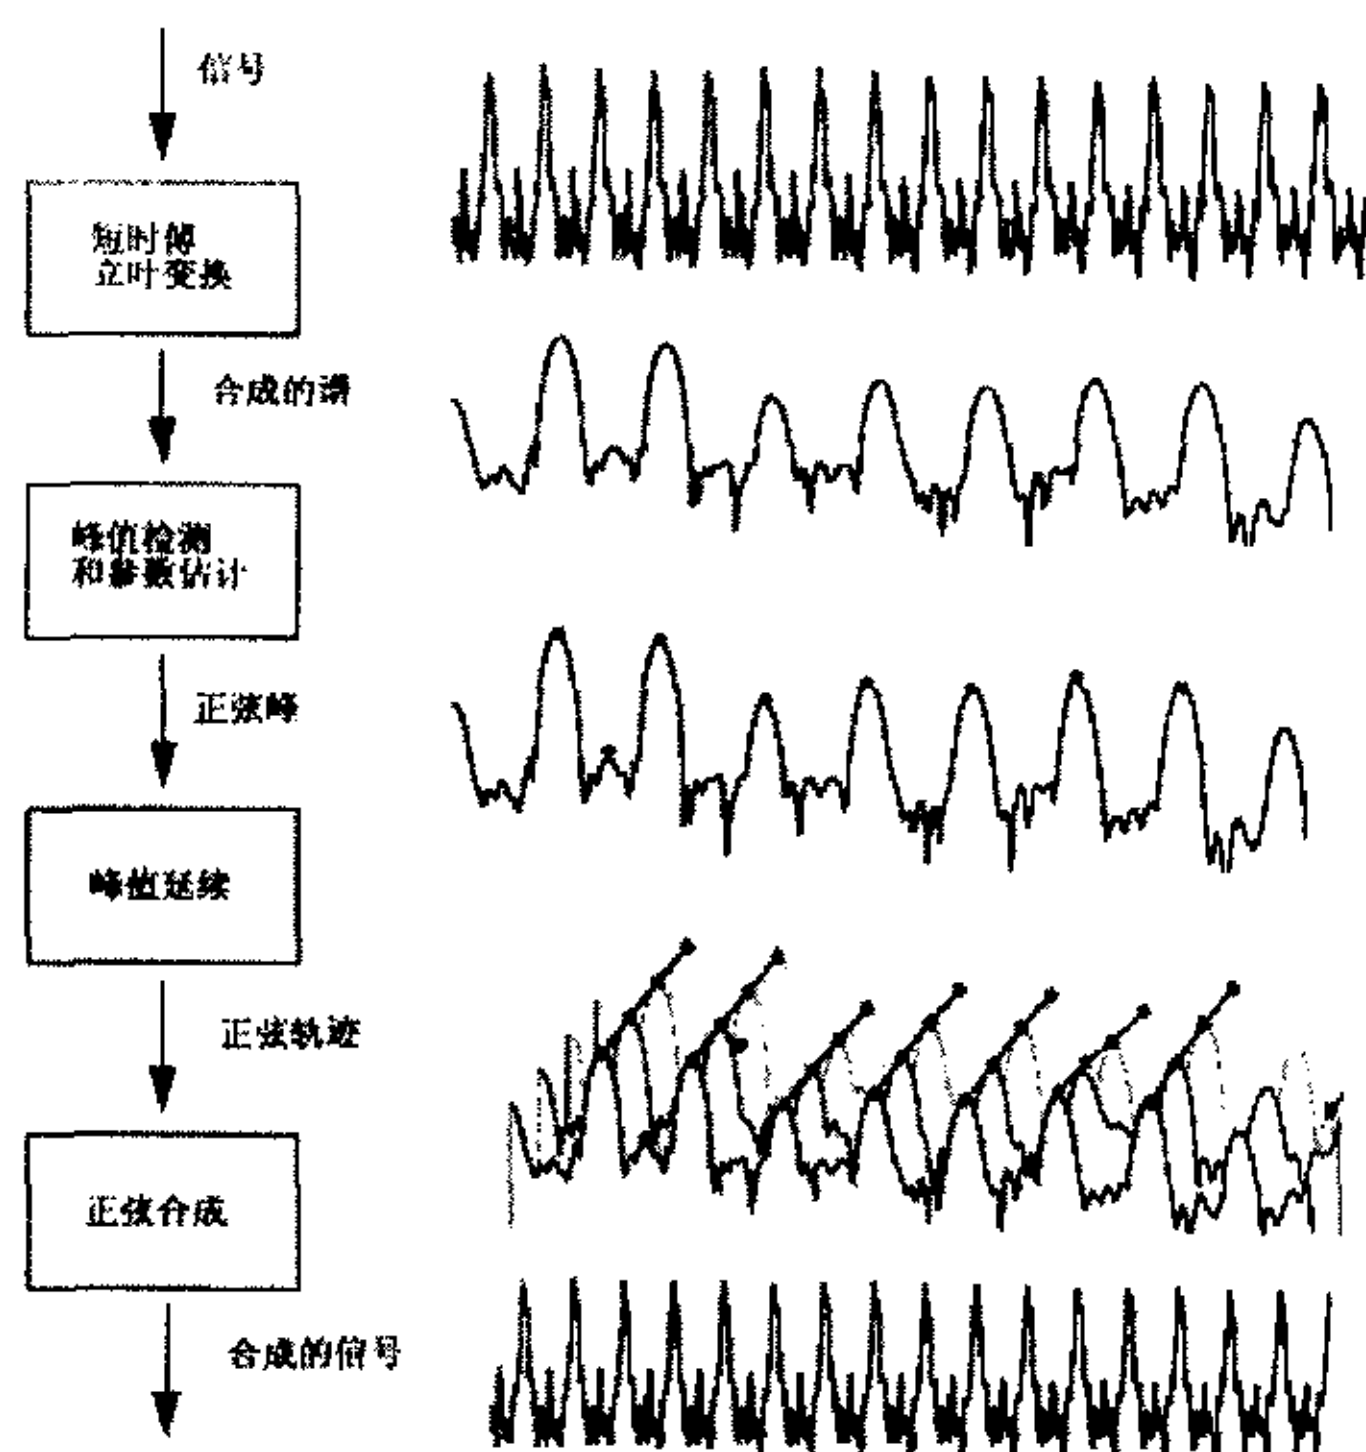 信号
短时傅
立叶变换
合成的谱
峰值检测
和参数估计
正弦峰
峰值延续
正弦轨迹
正弦合成
合成的信号